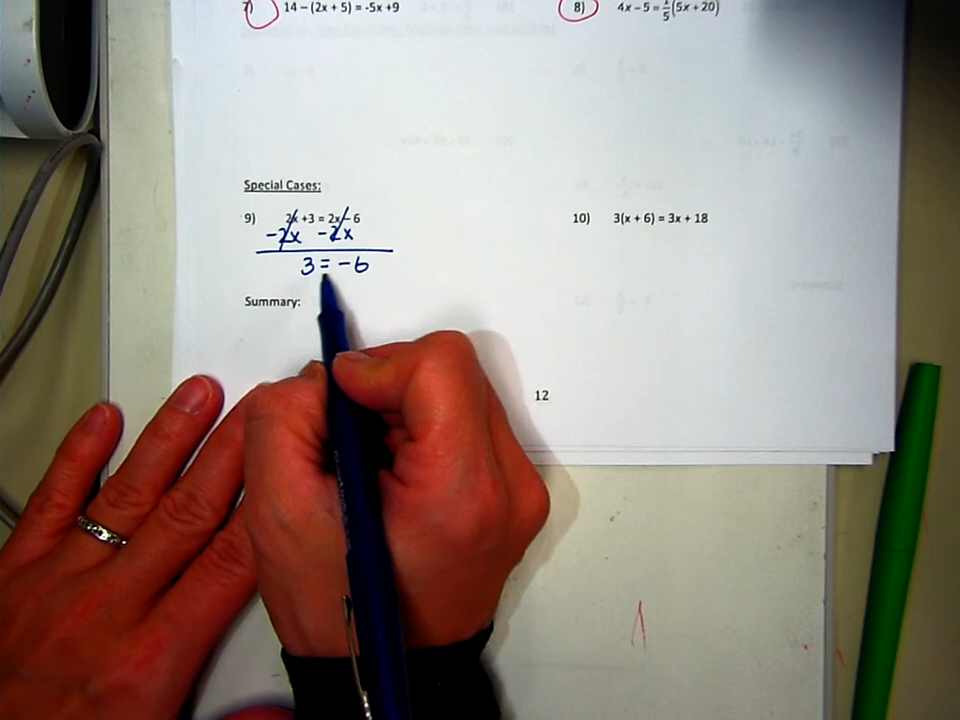 7) 14 – (2x + 5) = -5x +9
8) 4x – 5 = 1/5(5x + 20)
Special Cases:
9) 2x +3 = 2x – 6
-2x -2x
3 = -6
10) 3(x + 6) = 3x + 18
Summary:
12